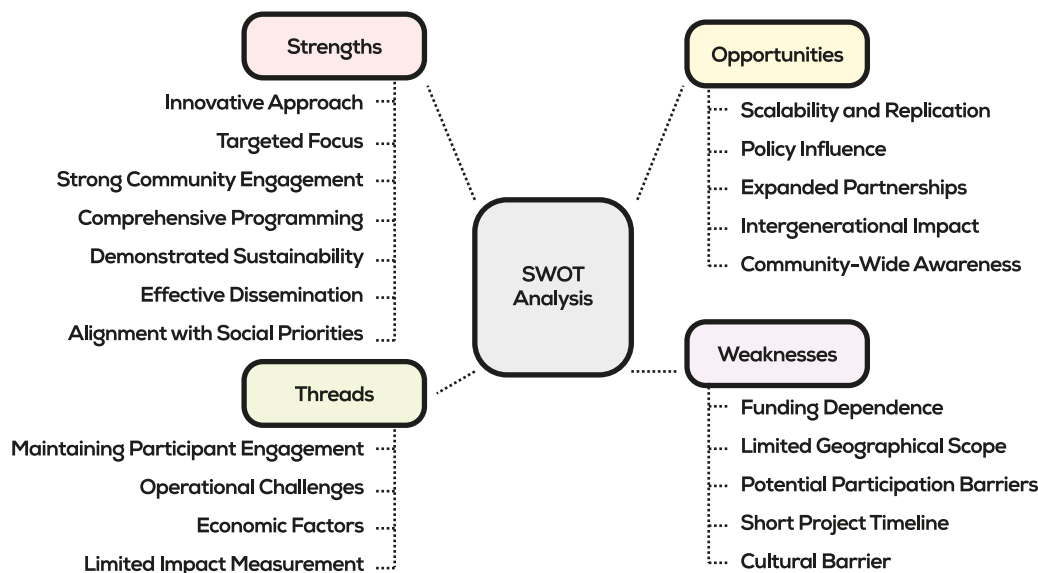 Strengths
Innovative Approach
Targeted Focus
Strong Community Engagement
Comprehensive Programming
Demonstrated Sustainability
Effective Dissemination
Alignment with Social Priorities
Opportunities
Scalability and Replication
Policy Influence
Expanded Partnerships
Intergenerational Impact
Community-Wide Awareness
SWOT
Analysis
Threads
Maintaining Participant Engagement
Operational Challenges
Economic Factors
Limited Impact Measurement
Weaknesses
Funding Dependence
Limited Geographical Scope
Potential Participation Barriers
Short Project Timeline
Cultural Barrier